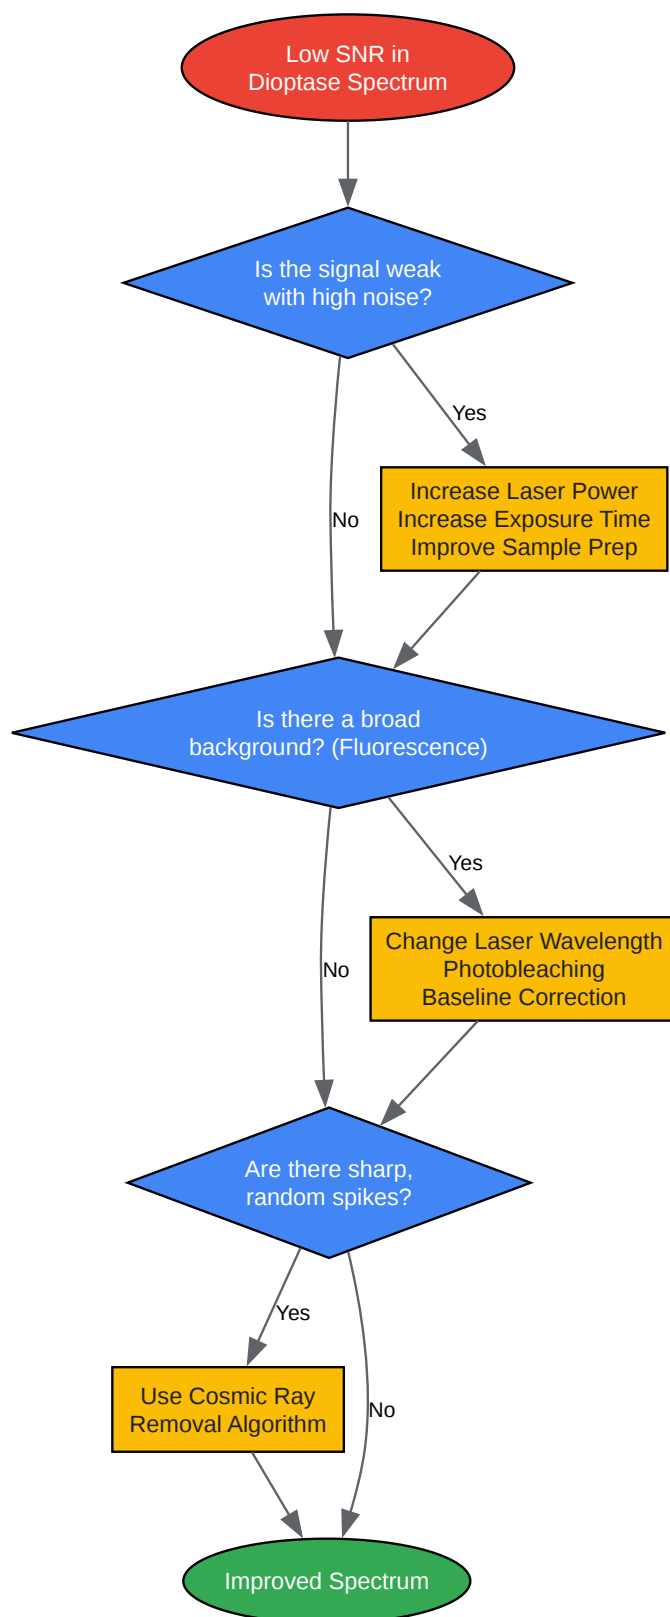 Low SNR in
Dioptase Spectrum
Is the signal weak
with high noise?
Yes
No
Increase Laser Power
Increase Exposure Time
Improve Sample Prep
Is there a broad
background? (Fluorescence)
Yes
No
Change Laser Wavelength
Photobleaching
Baseline Correction
Are there sharp,
random spikes?
Yes
No
Use Cosmic Ray
Removal Algorithm
Improved Spectrum